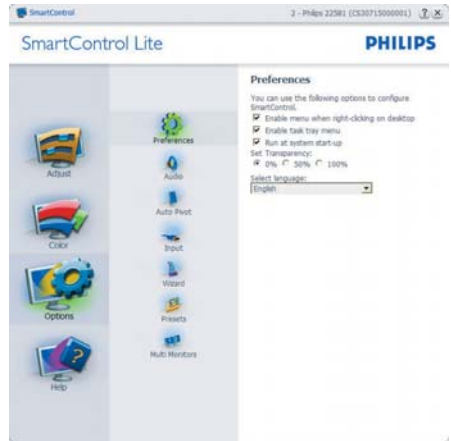 SmartControl
2 - Philips 225B1 (CS30715000001)
? X
SmartControl Lite
PHILIPS
Adjust
Color
Options
Help
Preferences
Audio
Auto Pivot
Input
Wizard
Presets
Multi Monitors
Preferences
You can use the following options to configure
SmartControl.
Enable menu when right-clicking on desktop
Enable task tray menu
Run at system start-up
Set Transparency:
0% 50% 100%
Select language:
English